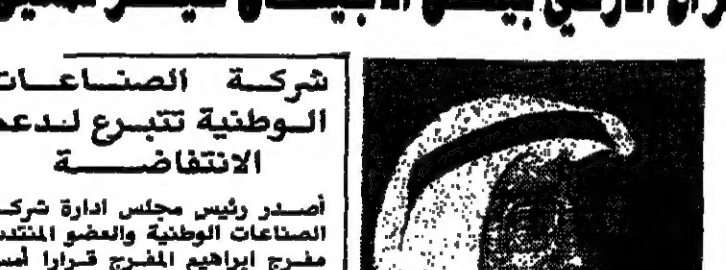 شركة الصناعات
الوطنية تتبرع لدعم
الانتفاضة
أصدر رئيس مجلس ادارة شركة
الصناعات الوطنية والعضو المنتدب
مفرج ابراهيم المفرج قرارا أمس